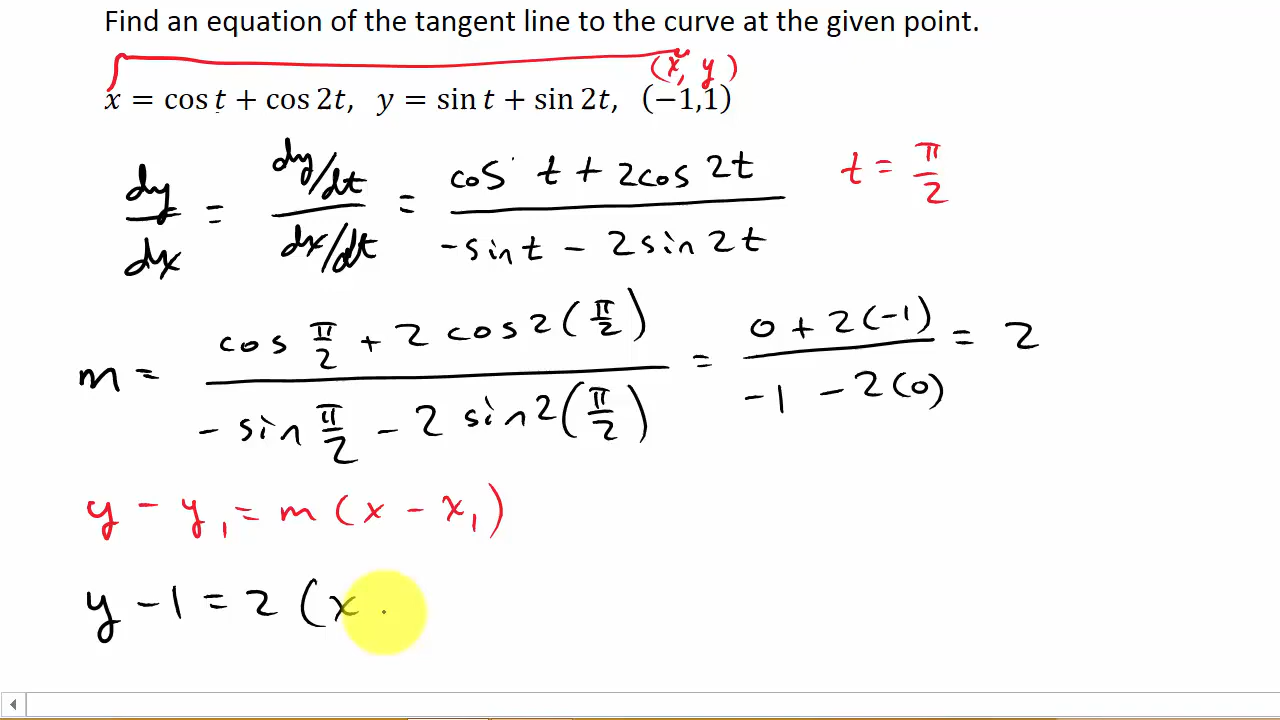 Find an equation of the tangent line to the curve at the given point.
(x, y)
x = cos t + cos 2t, y = sin t + sin 2t, (−1,1)
dy/dx = (dy/dt)/(dx/dt) = (cos t + 2cos 2t)/(-sin t - 2 sin 2t) t = π/2
m = (cos π/2 + 2 cos 2(π/2))/(- sin π/2 - 2 sin 2(π/2)) = (0 + 2(-1))/(-1 - 2(0)) = 2
y - y₁ = m (x - x₁)
y - 1 = 2 (x